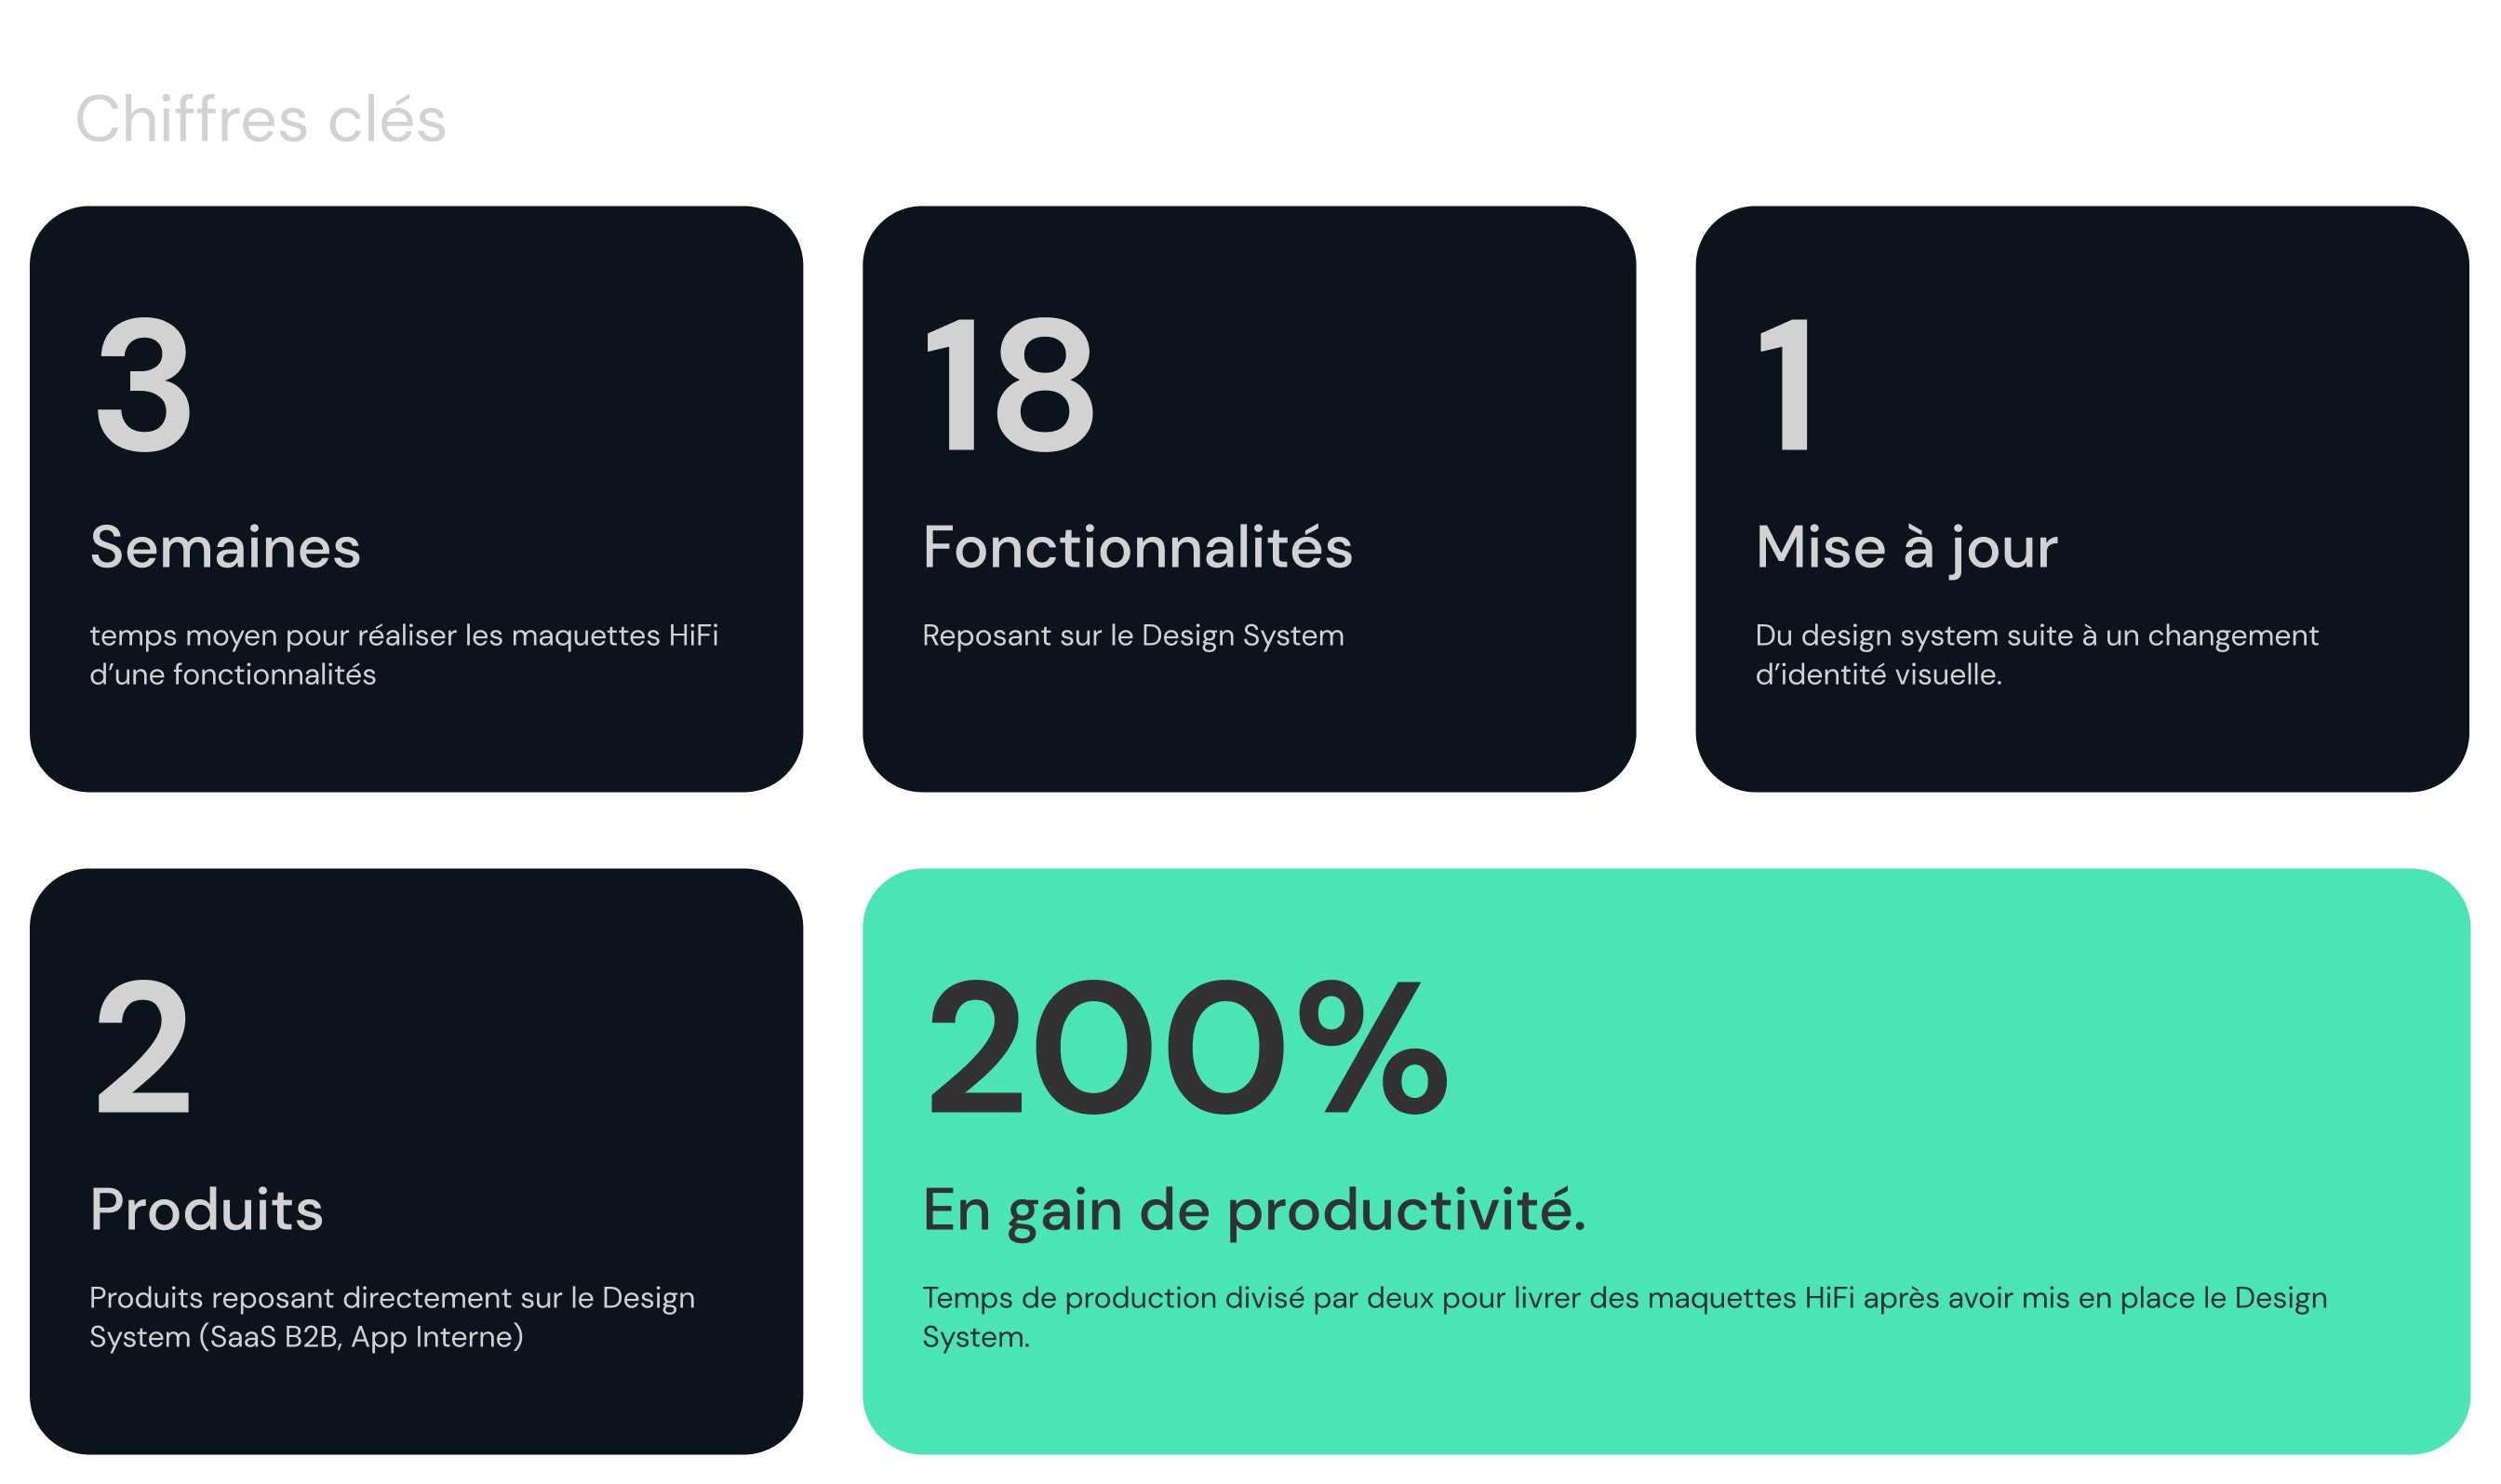 Chiffres clés
3
Semaines
temps moyen pour réaliser les maquettes HiFi
d’une fonctionnalités
18
Fonctionnalités
Reposant sur le Design System
1
Mise à jour
Du design system suite à un changement
d’identité visuelle.
2
Produits
Produits reposant directement sur le Design
System (SaaS B2B, App Interne)
200%
En gain de productivité.
Temps de production divisé par deux pour livrer des maquettes HiFi après avoir mis en place le Design
System.